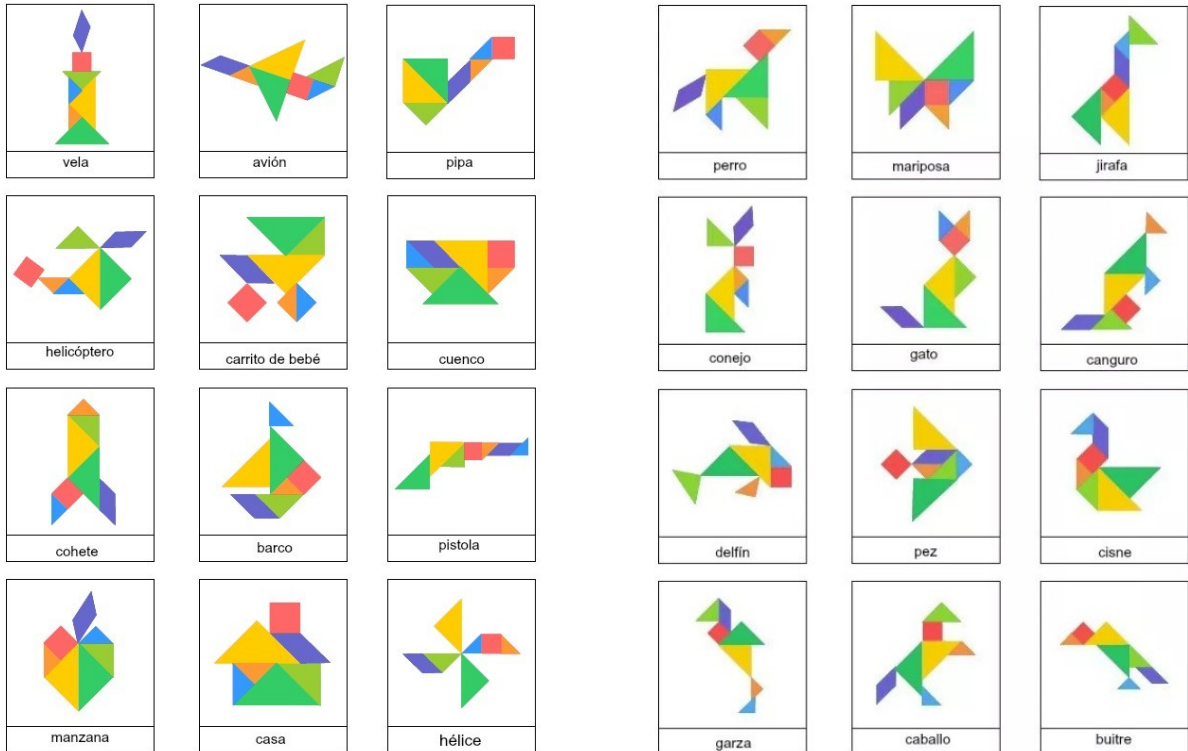 vela
avión
pipa
perro
mariposa
jirafa
helicóptero
carrito de bebé
cuenco
conejo
gato
canguro
cohete
barco
pistola
delfín
pez
cisne
manzana
casa
hélice
garza
caballo
buitre